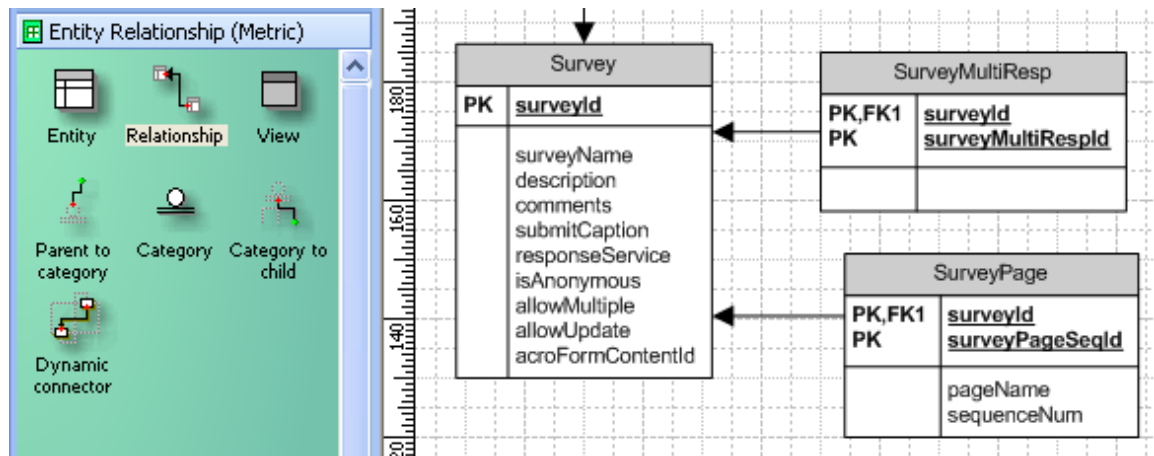 Entity Relationship (Metric)
Entity
Relationship
View
Parent to
category
Category
Category to
child
Dynamic
connector
180
160
140
Survey
PK surveyId
surveyName
description
comments
submitCaption
responseService
isAnonymous
allowMultiple
allowUpdate
acroFormContentId
SurveyMultiResp
PK,FK1 surveyId
PK surveyMultiRespId
SurveyPage
PK,FK1 surveyId
PK surveyPageSeqId
pageName
sequenceNum